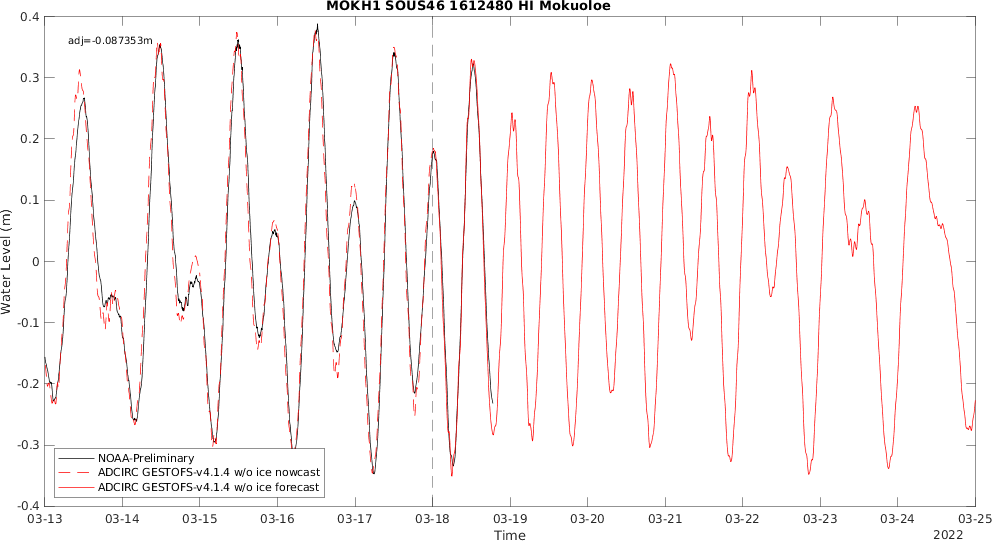 MOKH1 SOUS46 1612480 HI Mokuoloe
adj=-0.087353m
0.4
0.3
0.2
0.1
0
-0.1
-0.2
-0.3
-0.4
Water Level (m)
NOAA-Preliminary
ADCIRC GESTOFS-v4.1.4 w/o ice nowcast
ADCIRC GESTOFS-v4.1.4 w/o ice forecast
03-13 03-14 03-15 03-16 03-17 03-18 03-19 03-20 03-21 03-22 03-23 03-24 03-25
Time
2022